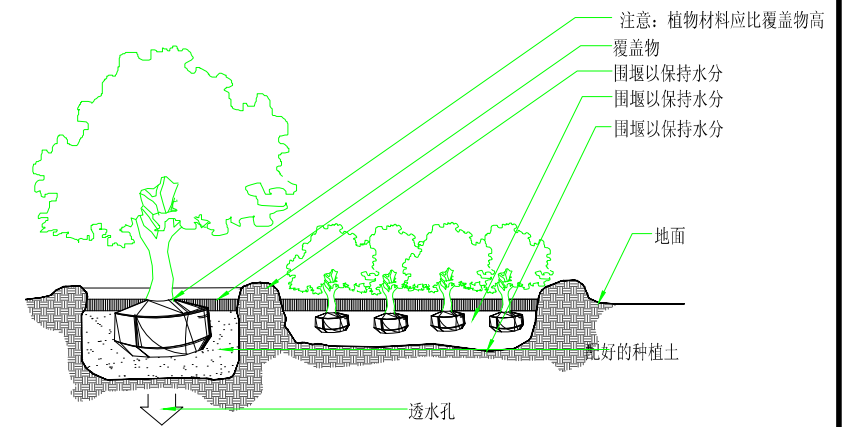 注意：植物材料应比覆盖物高
覆盖物
围堰以保持水分
围堰以保持水分
围堰以保持水分
地面
配好的种植土
透水孔